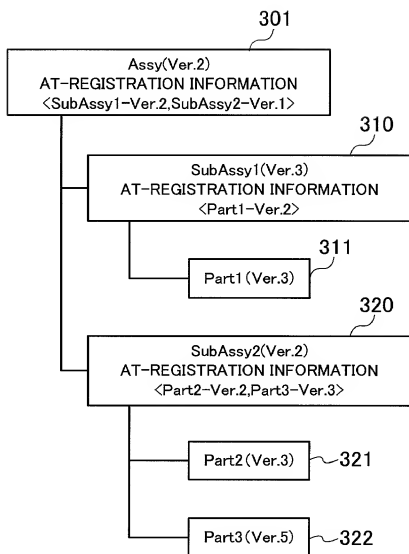 301
Assy(Ver.2)
AT-REGISTRATION INFORMATION
<SubAssy1-Ver.2,SubAssy2-Ver.1>
310
SubAssy1(Ver.3)
AT-REGISTRATION INFORMATION
<Part1-Ver.2>
311
Part1(Ver.3)
320
SubAssy2(Ver.2)
AT-REGISTRATION INFORMATION
<Part2-Ver.2,Part3-Ver.3>
Part2(Ver.3) 321
Part3(Ver.5) 322